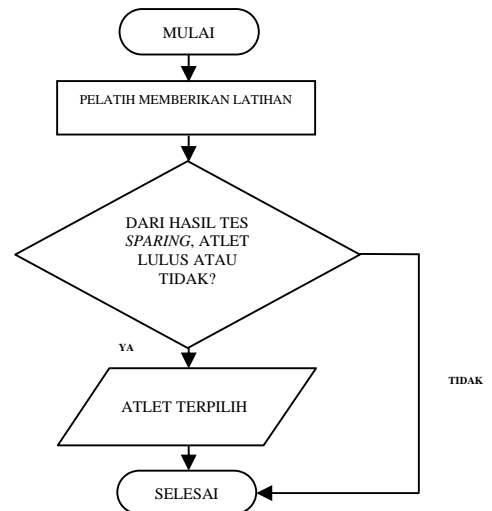 MULAI
PELATIH MEMBERIKAN LATIHAN
DARI HASIL TES
SPARING, ATLET
LULUS ATAU
TIDAK?
YA
TIDAK
ATLET TERPILIH
SELESAI